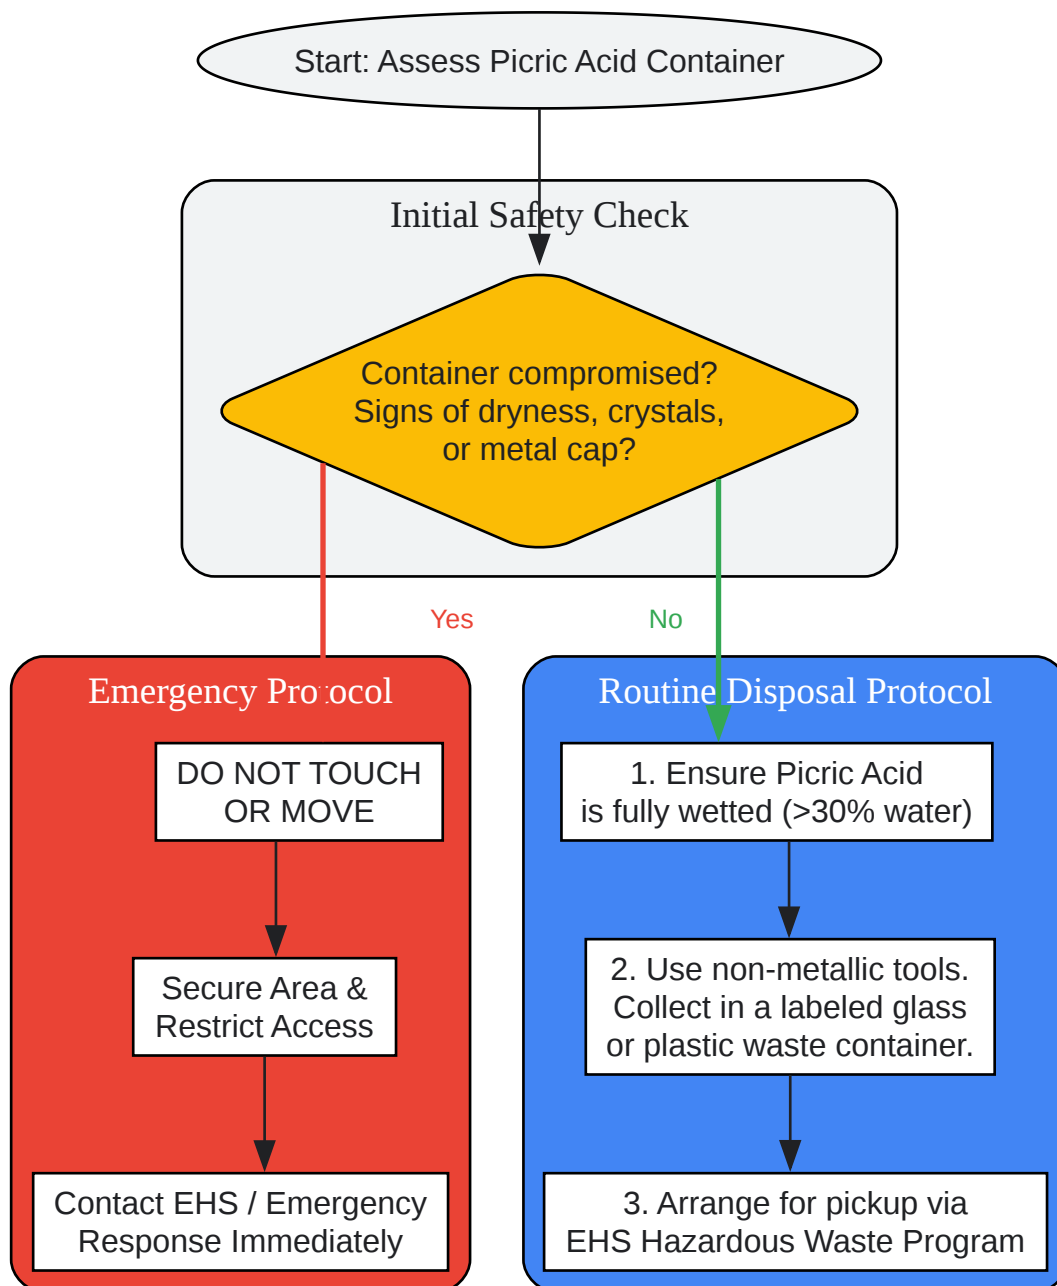 Start: Assess Picric Acid Container
Initial Safety Check
Container compromised?
Signs of dryness, crystals,
or metal cap?
Yes
No
Emergency Protocol
DO NOT TOUCH
OR MOVE
Secure Area &
Restrict Access
Contact EHS / Emergency
Response Immediately
Routine Disposal Protocol
1. Ensure Picric Acid
is fully wetted (>30% water)
2. Use non-metallic tools.
Collect in a labeled glass
or plastic waste container.
3. Arrange for pickup via
EHS Hazardous Waste Program